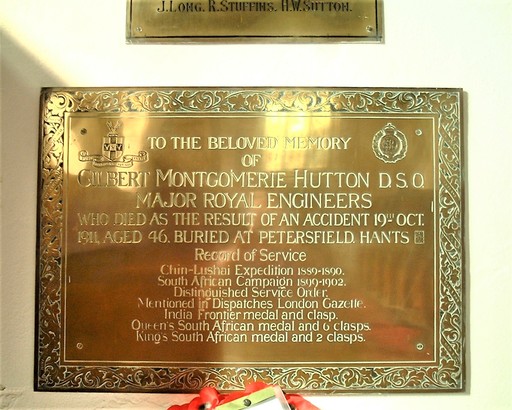 J. LONG. R. STUFFINS. H.W. SUTTON.
TO THE BELOVED MEMORY
OF
GILBERT MONTGOMERIE HUTTON D.S.O.
MAJOR ROYAL ENGINEERS
WHO DIED AS THE RESULT OF AN ACCIDENT 19TH OCT.
1911, AGED 46. BURIED AT PETERSFIELD, HANTS
Record of Service
Chin-Lushai Expedition 1889-1890.
South African Campaign 1899-1902.
Distinguished Service Order.
Mentioned in Dispatches London Gazette.
India Frontier medal and clasp.
Queen's South African medal and 6 clasps.
King's South African medal and 2 clasps.